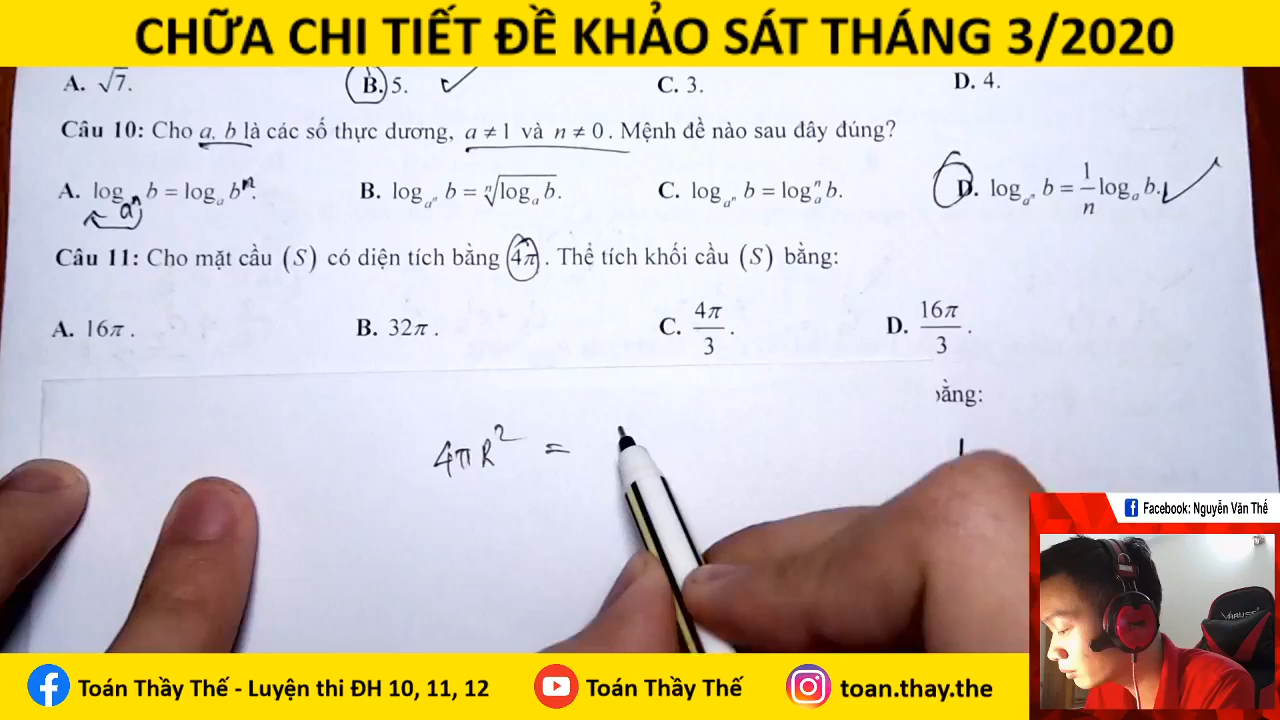 CHỮA CHI TIẾT ĐỀ KHẢO SÁT THÁNG 3/2020
A. √7. B. 5. C. 3. D. 4.
Câu 10: Cho a, b là các số thực dương, a ≠ 1 và n ≠ 0. Mệnh đề nào sau đây đúng?
A. log_{aⁿ} b = log_a bⁿ. B. log_{aⁿ} b = ⁿ√(log_a b). C. log_{aⁿ} b = logⁿ_a b. D. log_{aⁿ} b = 1/n log_a b.
aⁿ
Câu 11: Cho mặt cầu (S) có diện tích bằng 4π. Thể tích khối cầu (S) bằng:
A. 16π. B. 32π. C. 4π/3. D. 16π/3.
bằng:
4πR² =
Facebook: Nguyễn Văn Thế
Toán Thầy Thế - Luyện thi ĐH 10, 11, 12 Toán Thầy Thế toan.thay.the